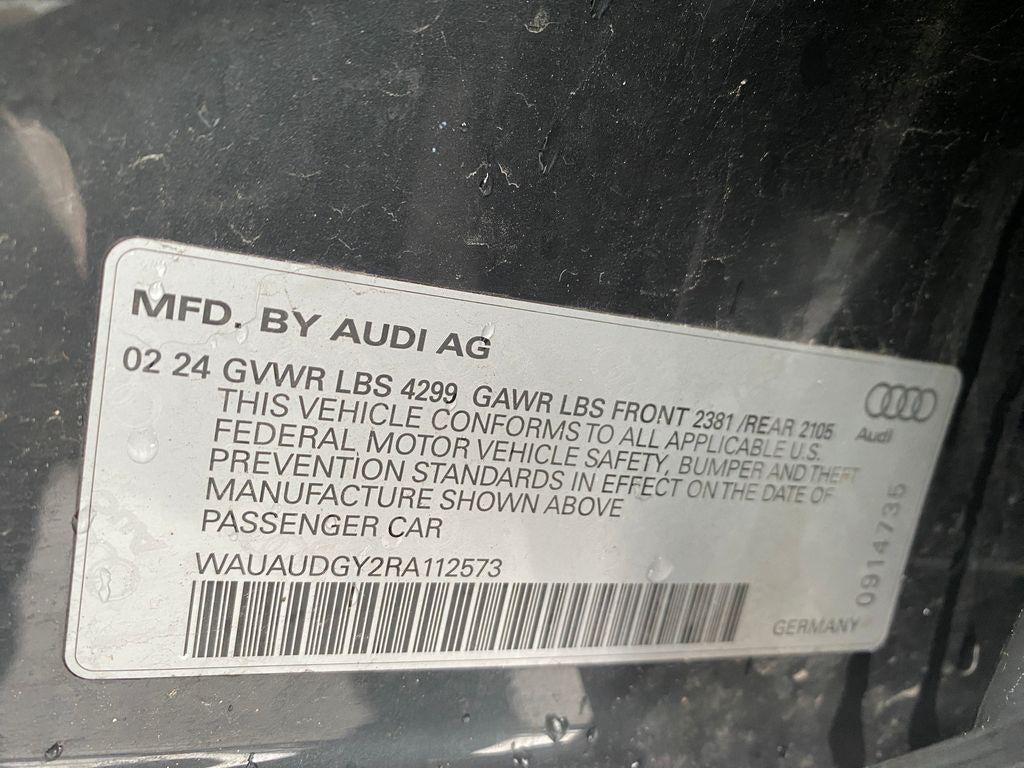 MFD. BY AUDI AG
02 24 GVWR LBS 4299 GAWR LBS FRONT 2381 /REAR 2105
THIS VEHICLE CONFORMS TO ALL APPLICABLE U.S.
FEDERAL MOTOR VEHICLE SAFETY, BUMPER AND THEFT
PREVENTION STANDARDS IN EFFECT ON THE DATE OF
MANUFACTURE SHOWN ABOVE
PASSENGER CAR
WAUAUDGY2RA112573
Audi
0914735
GERMANY